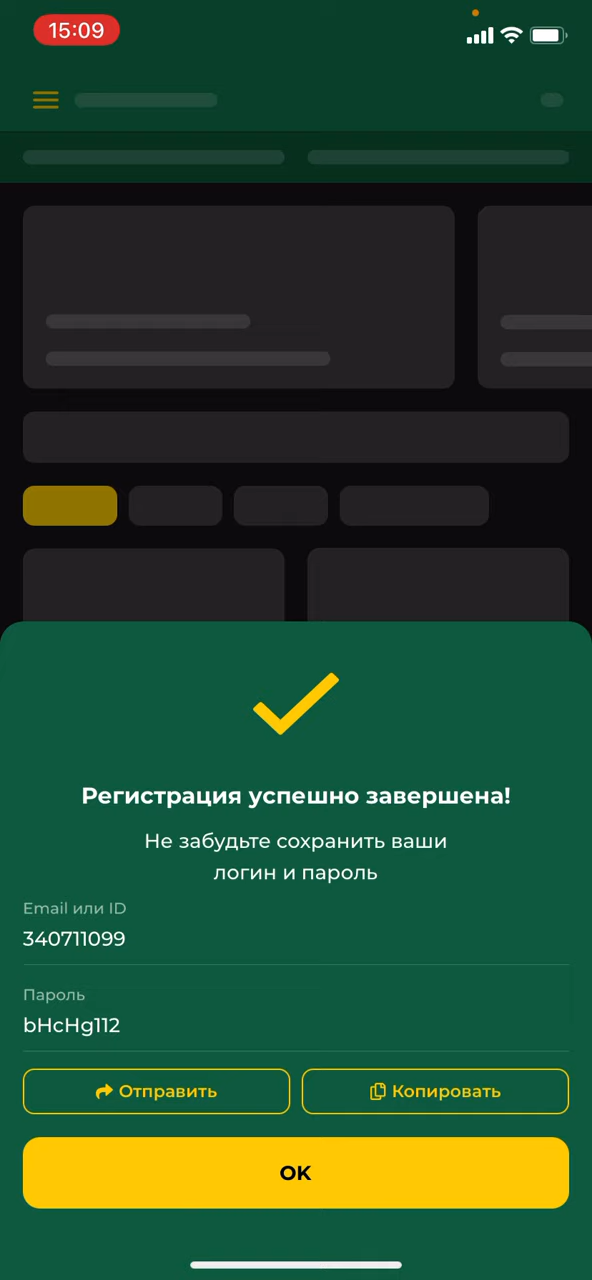 15:09
Регистрация успешно завершена!
Не забудьте сохранить ваши
логин и пароль
Email или ID
340711099
Пароль
bHcHg112
Отправить
Копировать
OK